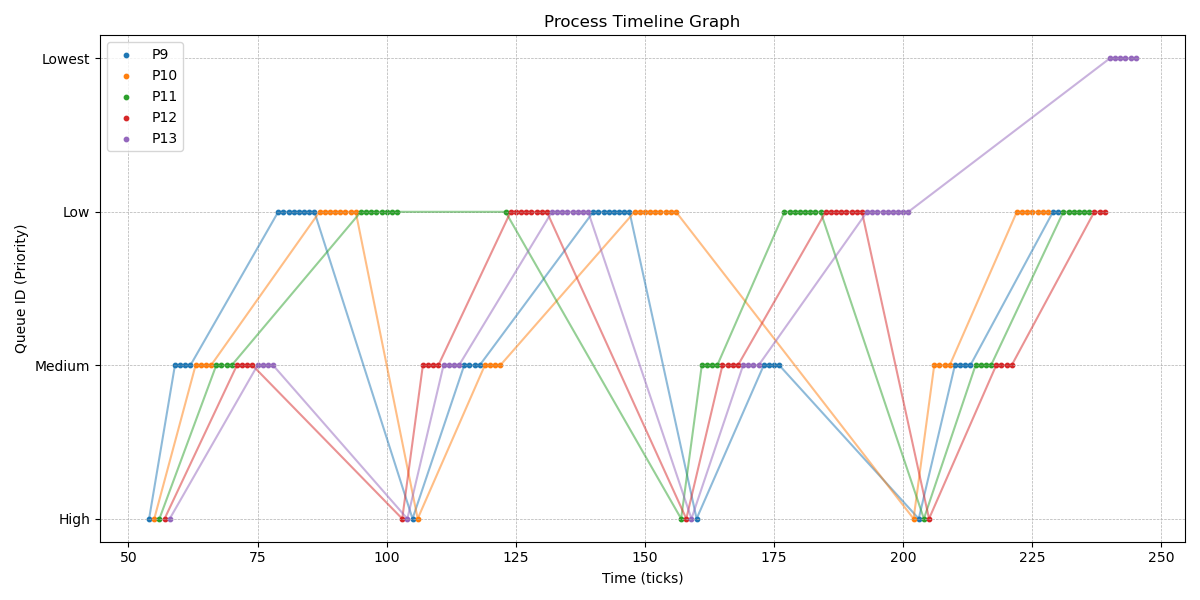 Process Timeline Graph
P9
P10
P11
P12
P13
Queue ID (Priority)
Lowest
Low
Medium
High
50 75 100 125 150 175 200 225 250
Time (ticks)